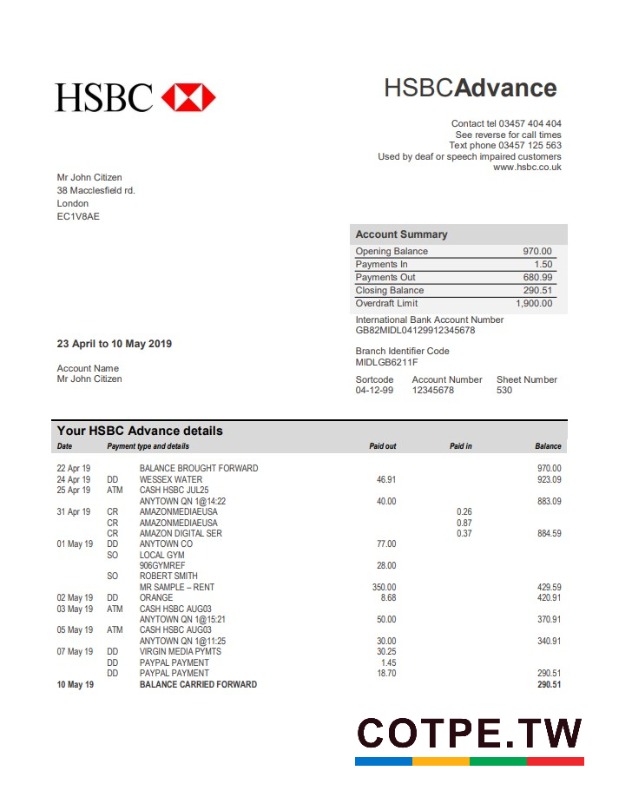 HSBC
HSBCAdvance
Contact tel 03457 404 404
See reverse for call times
Text phone 03457 125 563
Used by deaf or speech impaired customers
www.hsbc.co.uk
Mr John Citizen
38 Macclesfield rd.
London
EC1V8AE
Account Summary
Opening Balance 970.00
Payments In 1.50
Payments Out 680.99
Closing Balance 290.51
Overdraft Limit 1,900.00
International Bank Account Number
GB82MIDL04129912345678
23 April to 10 May 2019
Branch Identifier Code
MIDLGB6211F
Account Name
Mr John Citizen
Sortcode Account Number Sheet Number
04-12-99 12345678 530
Your HSBC Advance details
Date Payment type and details Paid out Paid in Balance
22 Apr 19 BALANCE BROUGHT FORWARD 970.00
24 Apr 19 DD WESSEX WATER 46.91 923.09
25 Apr 19 ATM CASH HSBC JUL25
ANYTOWN QN 1@14:22 40.00 883.09
31 Apr 19 CR AMAZONMEDIAEUSA 0.26
CR AMAZONMEDIAEUSA 0.87
CR AMAZON DIGITAL SER 0.37 884.59
01 May 19 DD ANYTOWN CO 77.00
SO LOCAL GYM
906GYMREF 28.00
SO ROBERT SMITH
MR SAMPLE – RENT 350.00 429.59
02 May 19 DD ORANGE 8.68 420.91
03 May 19 ATM CASH HSBC AUG03
ANYTOWN QN 1@15:21 50.00 370.91
05 May 19 ATM CASH HSBC AUG03
ANYTOWN QN 1@11:25 30.00 340.91
07 May 19 DD VIRGIN MEDIA PYMTS 30.25
DD PAYPAL PAYMENT 1.45
DD PAYPAL PAYMENT 18.70 290.51
10 May 19 BALANCE CARRIED FORWARD 290.51
COTPE.TW